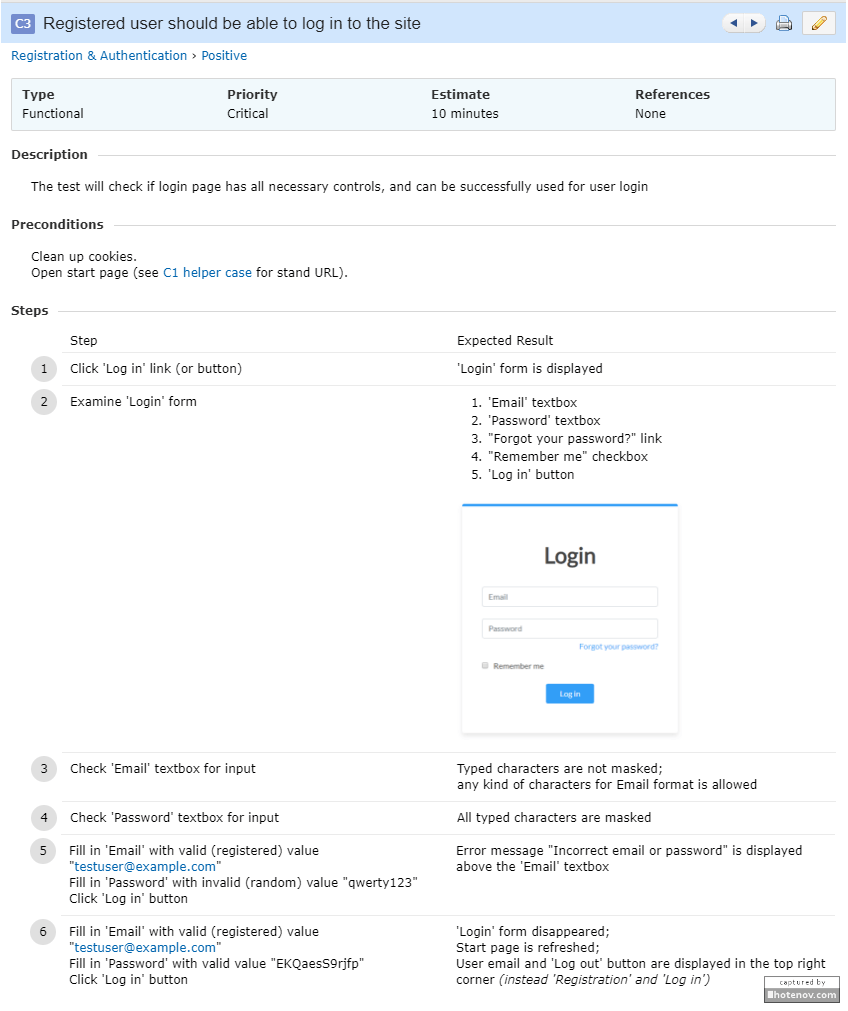 C3 Registered user should be able to log in to the site
Registration & Authentication › Positive
Type Priority Estimate References
Functional Critical 10 minutes None
Description
The test will check if login page has all necessary controls, and can be successfully used for user login
Preconditions
Clean up cookies.
Open start page (see C1 helper case for stand URL).
Steps
Step Expected Result
1 Click 'Log in' link (or button) 'Login' form is displayed
2 Examine 'Login' form
1. 'Email' textbox
2. 'Password' textbox
3. "Forgot your password?" link
4. "Remember me" checkbox
5. 'Log in' button
Login
Email
Password
Forgot your password?
Remember me
Log in
3 Check 'Email' textbox for input
Typed characters are not masked;
any kind of characters for Email format is allowed
4 Check 'Password' textbox for input
All typed characters are masked
5 Fill in 'Email' with valid (registered) value
"testuser@example.com"
Fill in 'Password' with invalid (random) value "qwerty123"
Click 'Log in' button
Error message "Incorrect email or password" is displayed
above the 'Email' textbox
6 Fill in 'Email' with valid (registered) value
"testuser@example.com"
Fill in 'Password' with valid value "EKQaesS9rjfp"
Click 'Log in' button
'Login' form disappeared;
Start page is refreshed;
User email and 'Log out' button are displayed in the top right
corner (instead 'Registration' and 'Log in')
captured by
hotenov.com